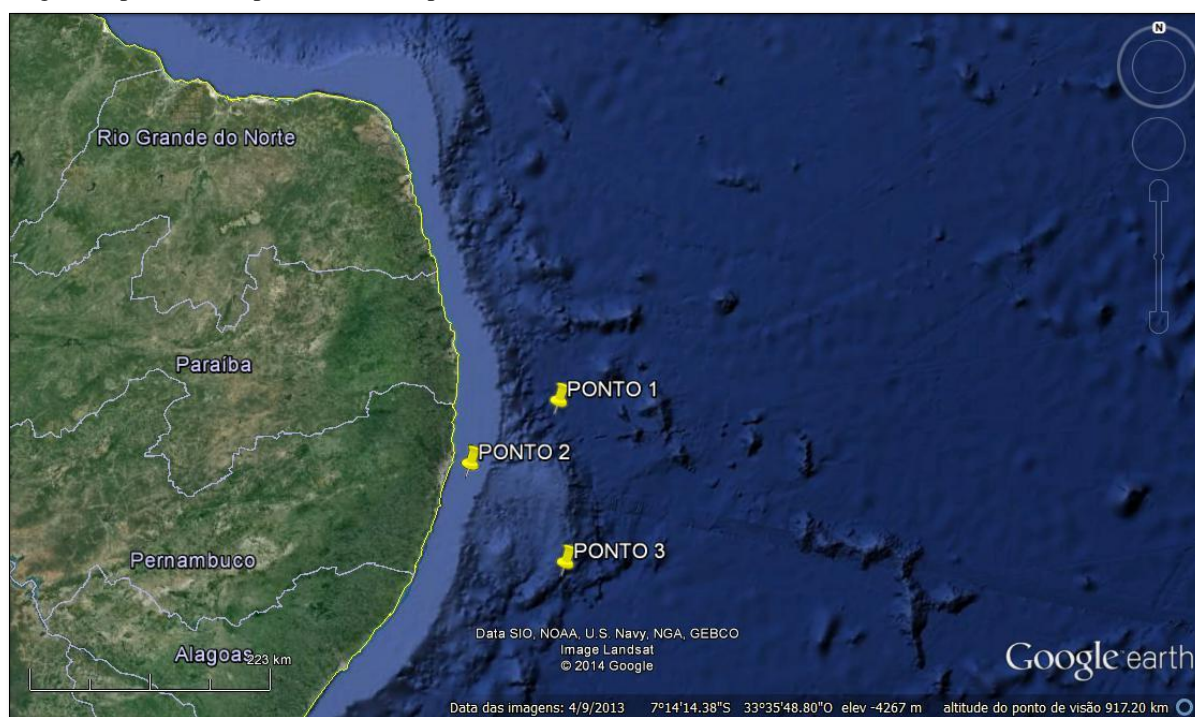 N
Rio Grande do Norte
Paraíba
PONTO 1
PONTO 2
Pernambuco
PONTO 3
Alagoas
223 km
Data SIO, NOAA, U.S. Navy, NGA, GEBCO
Image Landsat
© 2014 Google
Google earth
Data das imagens: 4/9/2013 7°14'14.38"S 33°35'48.80"O elev -4267 m altitude do ponto de visão 917.20 km